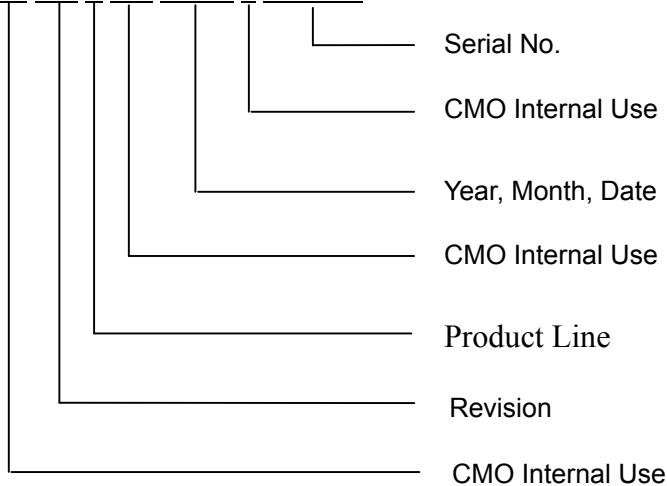 Serial No.
CMO Internal Use
Year, Month, Date
CMO Internal Use
Product Line
Revision
CMO Internal Use